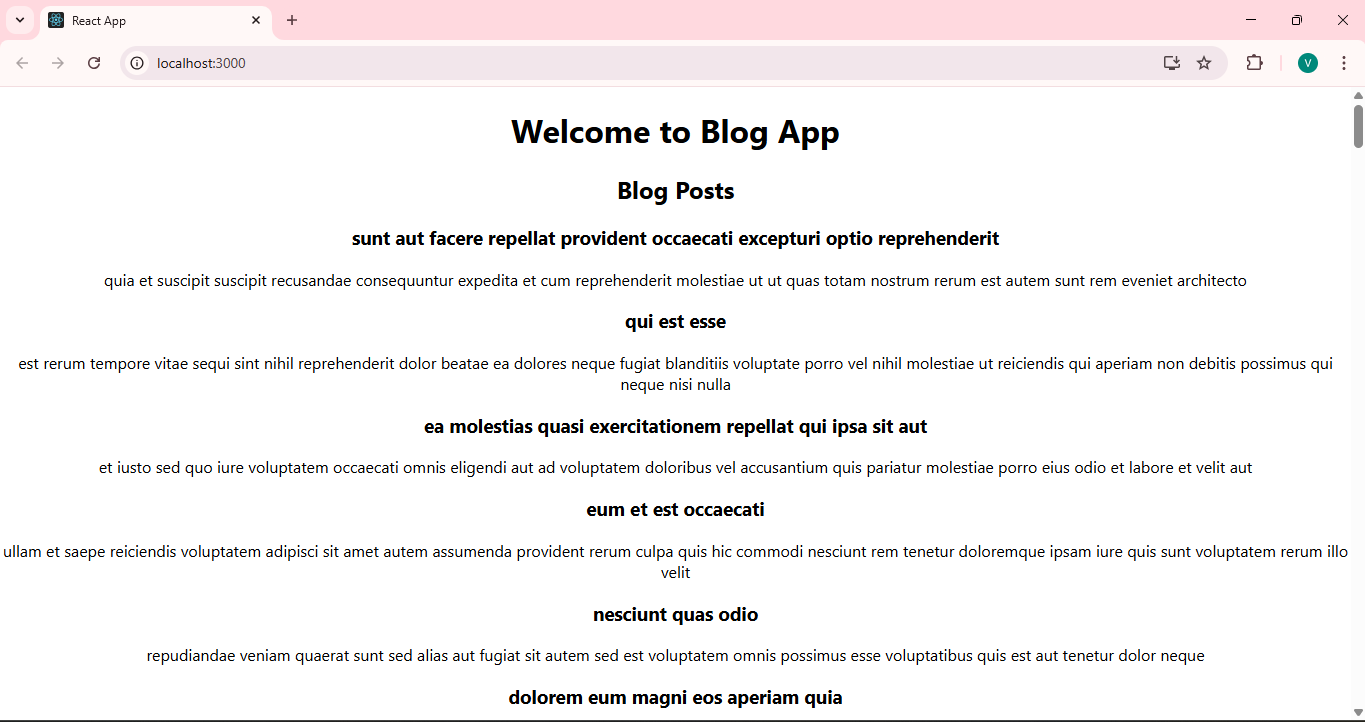 React App
localhost:3000
V
Welcome to Blog App
Blog Posts
sunt aut facere repellat provident occaecati excepturi optio reprehenderit
quia et suscipit suscipit recusandae consequuntur expedita et cum reprehenderit molestiae ut ut quas totam nostrum rerum est autem sunt rem eveniet architecto
qui est esse
est rerum tempore vitae sequi sint nihil reprehenderit dolor beatae ea dolores neque fugiat blanditiis voluptate porro vel nihil molestiae ut reiciendis qui aperiam non debitis possimus qui
neque nisi nulla
ea molestias quasi exercitationem repellat qui ipsa sit aut
et iusto sed quo iure voluptatem occaecati omnis eligendi aut ad voluptatem doloribus vel accusantium quis pariatur molestiae porro eius odio et labore et velit aut
eum et est occaecati
ullam et saepe reiciendis voluptatem adipisci sit amet autem assumenda provident rerum culpa quis hic commodi nesciunt rem tenetur doloremque ipsam iure quis sunt voluptatem rerum illo
velit
nesciunt quas odio
repudiandae veniam quaerat sunt sed alias aut fugiat sit autem sed est voluptatem omnis possimus esse voluptatibus quis est aut tenetur dolor neque
dolorem eum magni eos aperiam quia